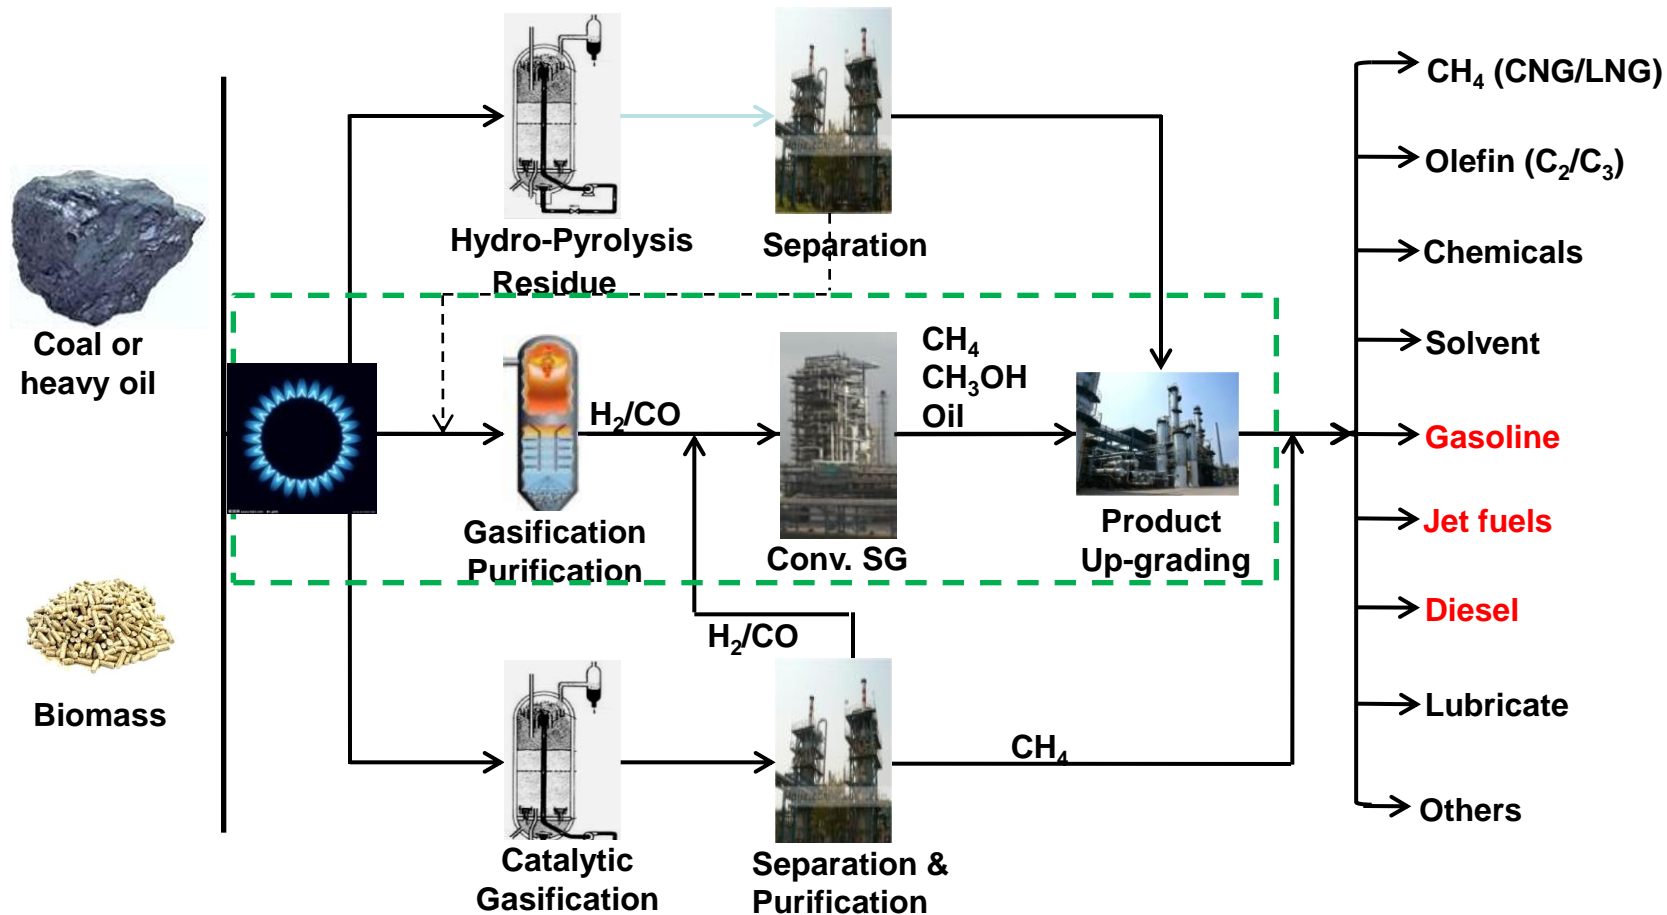 Coal or
heavy oil
Biomass
Hydro-Pyrolysis
Residue
Separation
Gasification
Purification
H₂/CO
Conv. SG
CH₄
CH₃OH
Oil
Product
Up-grading
H₂/CO
Catalytic
Gasification
Separation &
Purification
CH₄
CH₄ (CNG/LNG)
Olefin (C₂/C₃)
Chemicals
Solvent
Gasoline
Jet fuels
Diesel
Lubricate
Others